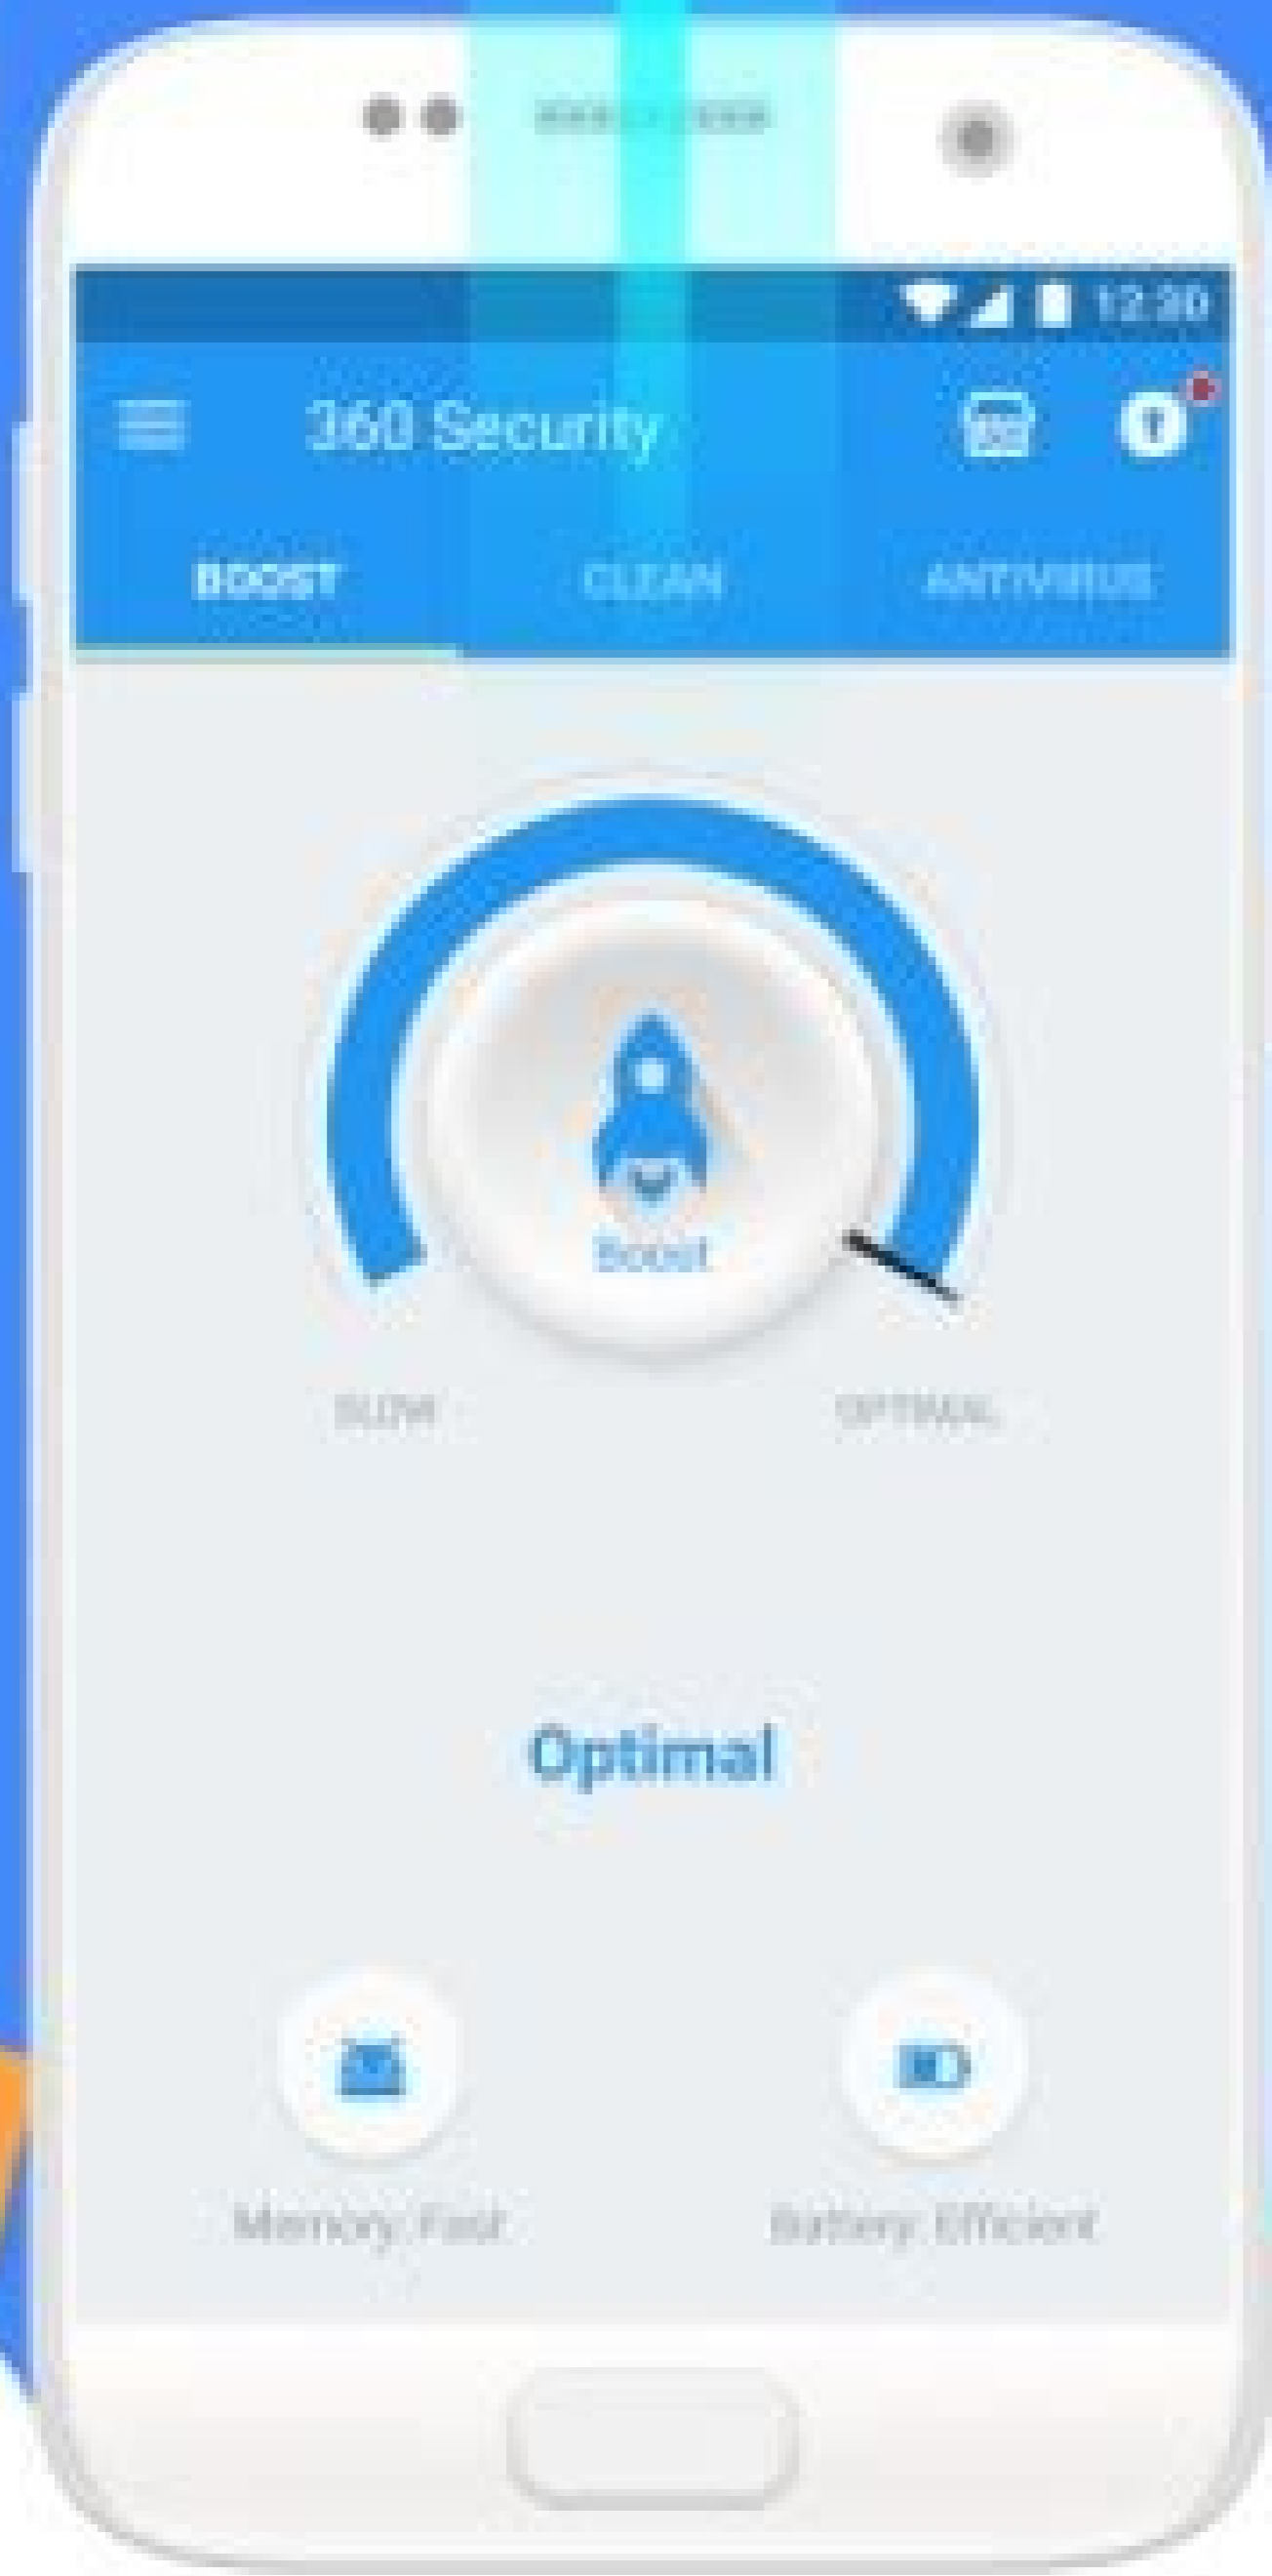 12:30
360 Security
BOOST CLEAN ANTIVIRUS
Boost
SLOW OPTIMAL
Optimal
Memory: Fast Battery: Efficient